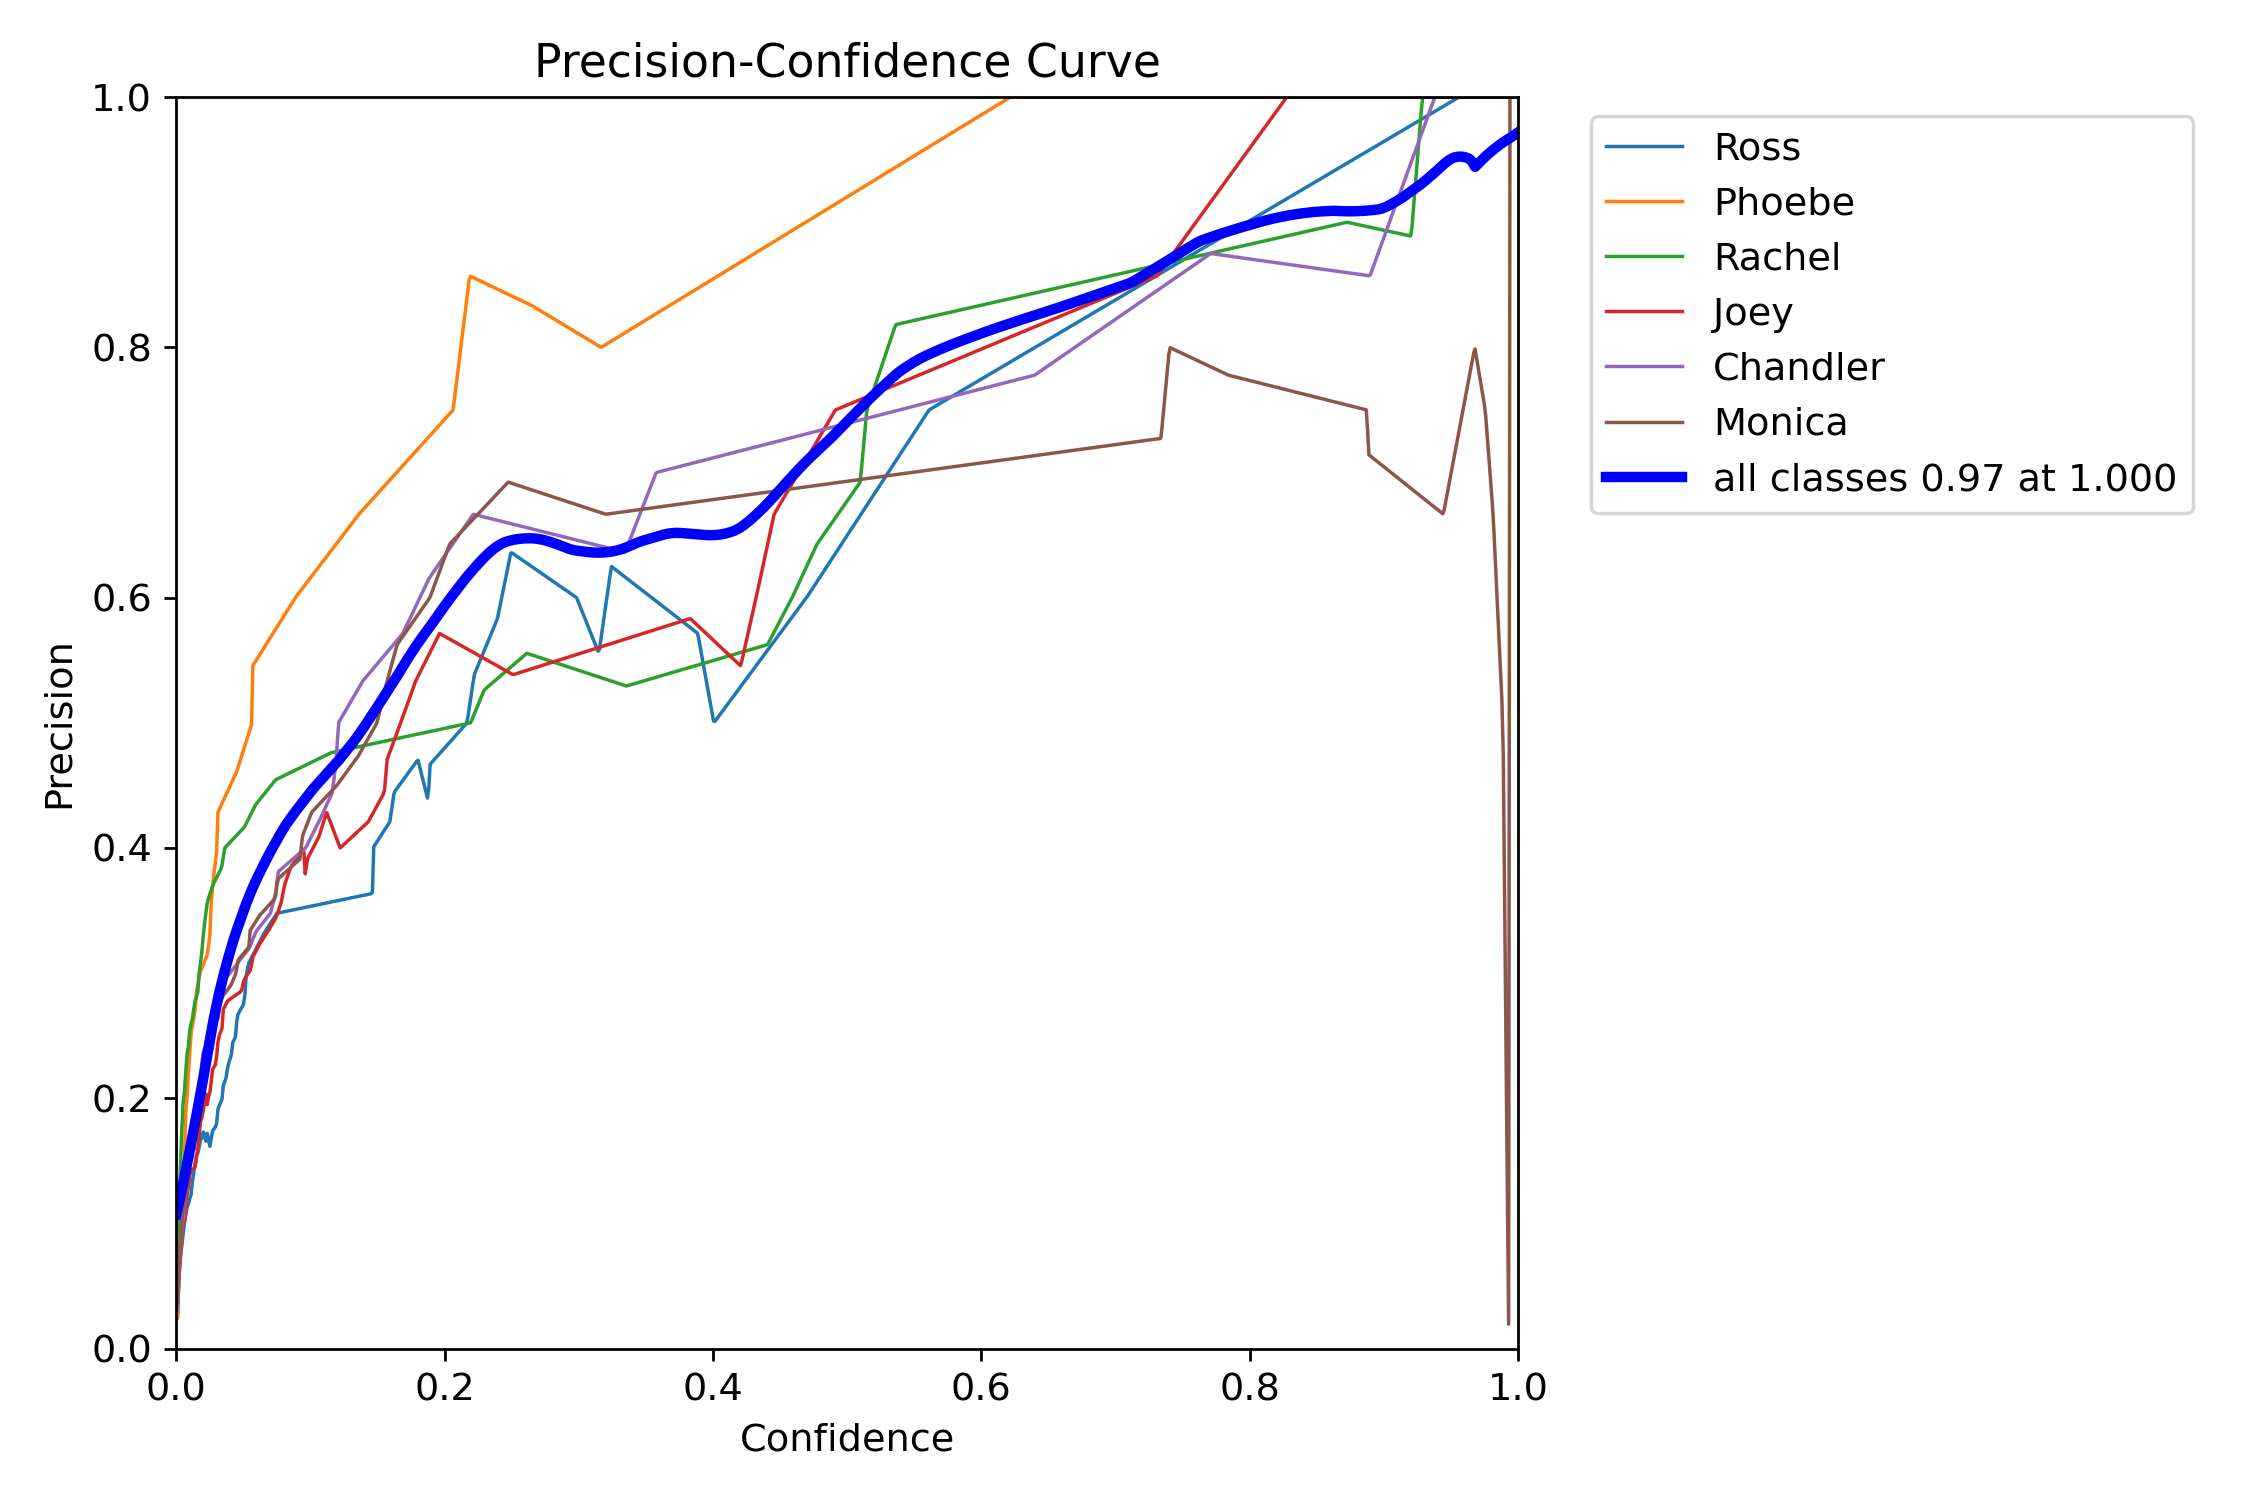 Precision-Confidence Curve
1.0
0.8
0.6
0.4
0.2
0.0
Precision
0.0 0.2 0.4 0.6 0.8 1.0
Confidence
Ross
Phoebe
Rachel
Joey
Chandler
Monica
all classes 0.97 at 1.000